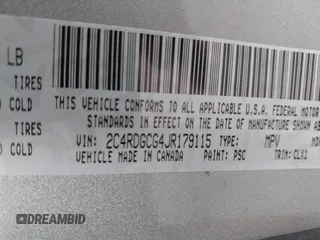 LB
TIRES
COLD
TIRES
COLD
THIS VEHICLE CONFORMS TO ALL APPLICABLE U.S.A. FEDERAL MOTOR
STANDARDS IN EFFECT ON THE DATE OF MANUFACTURE SHOWN AB
VIN: 2C4RDGCG4JR179115 TYPE: MPV
VEHICLE MADE IN CANADA PAINT: PSC TRIM:
DREAMBID